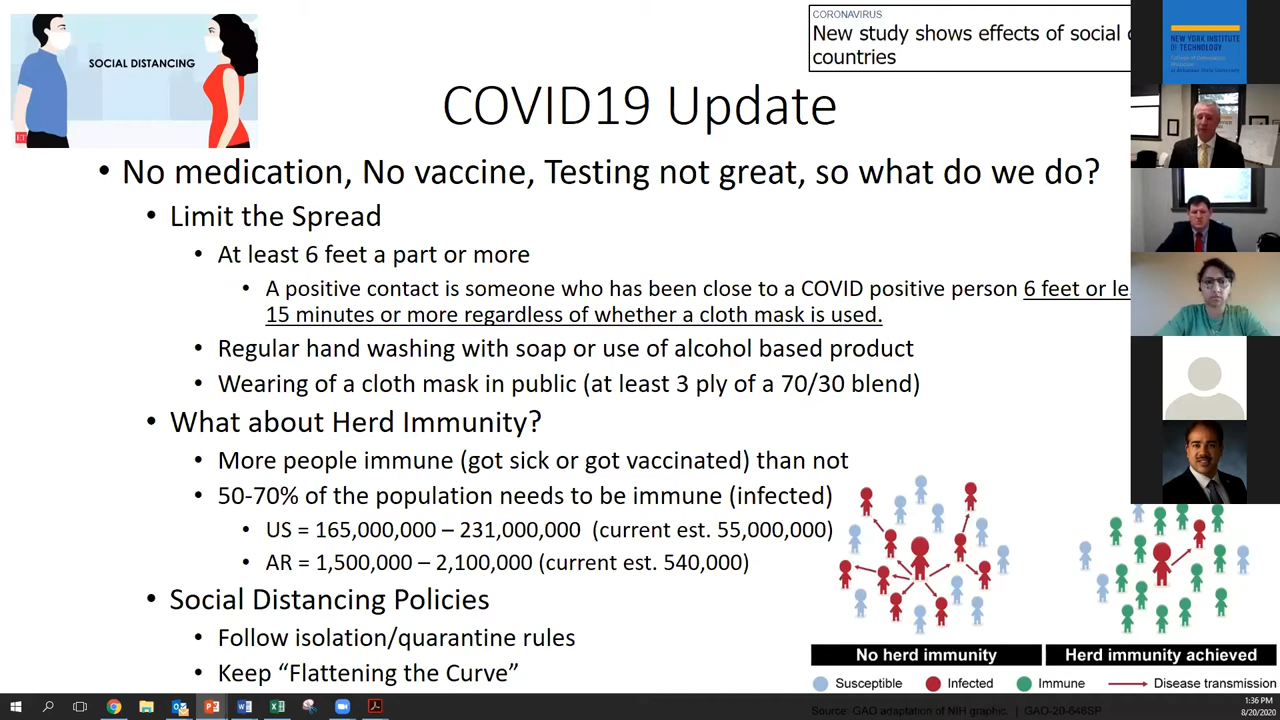 SOCIAL DISTANCING
CORONAVIRUS
New study shows effects of social
countries
NEW YORK INSTITUTE
OF TECHNOLOGY
College of Osteopathic
Medicine
at Arkansas State University
COVID19 Update
• No medication, No vaccine, Testing not great, so what do we do?
• Limit the Spread
• At least 6 feet a part or more
• A positive contact is someone who has been close to a COVID positive person 6 feet or
15 minutes or more regardless of whether a cloth mask is used.
• Regular hand washing with soap or use of alcohol based product
• Wearing of a cloth mask in public (at least 3 ply of a 70/30 blend)
• What about Herd Immunity?
• More people immune (got sick or got vaccinated) than not
• 50-70% of the population needs to be immune (infected)
• US = 165,000,000 – 231,000,000 (current est. 55,000,000)
• AR = 1,500,000 – 2,100,000 (current est. 540,000)
• Social Distancing Policies
• Follow isolation/quarantine rules
• Keep “Flattening the Curve”
No herd immunity
Herd immunity achieved
Susceptible
Infected
Immune
Disease transmission
Source: GAO adaptation of NIH graphic. | GAO-20-646SP
1:36 PM
8/20/2020